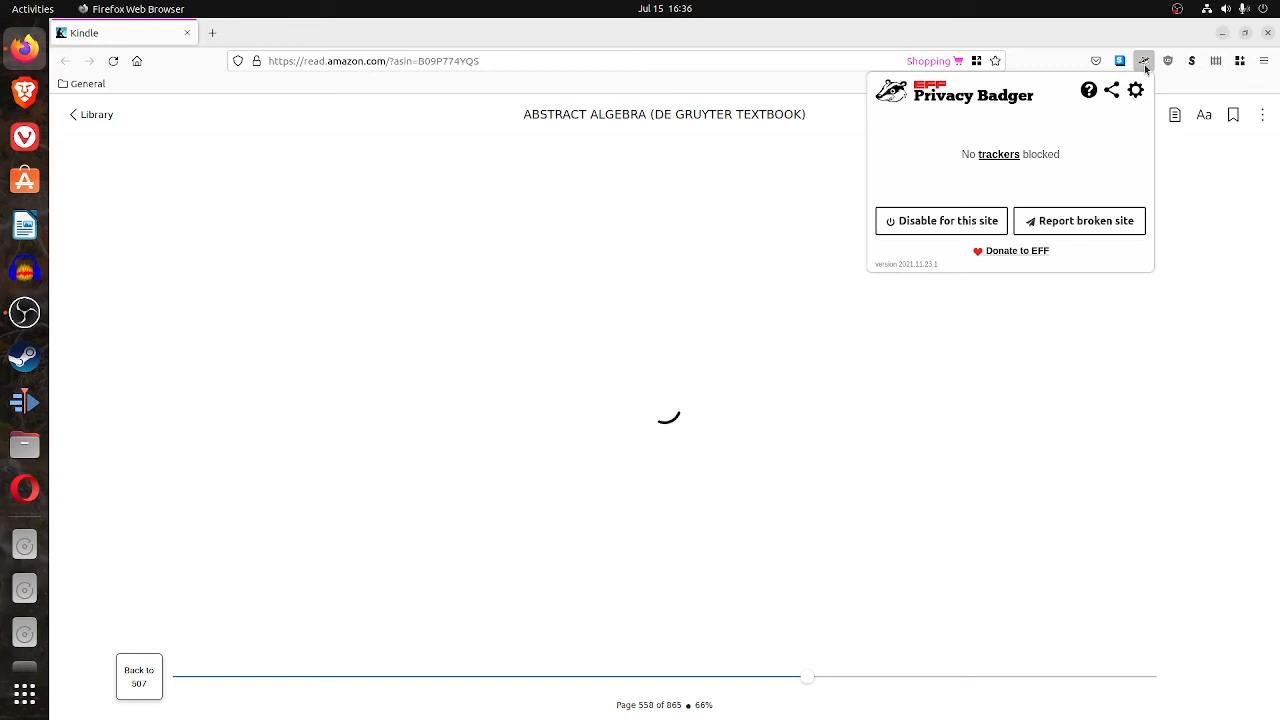 Activities
Firefox Web Browser
Jul 15 16:36
Kindle
https://read.amazon.com/?asin=B09P774YQS
Shopping
General
EFF
Privacy Badger
Library
ABSTRACT ALGEBRA (DE GRUYTER TEXTBOOK)
Aa
No trackers blocked
Disable for this site
Report broken site
Donate to EFF
version 2021.11.23.1
Back to
507
Page 558 of 865 ● 66%